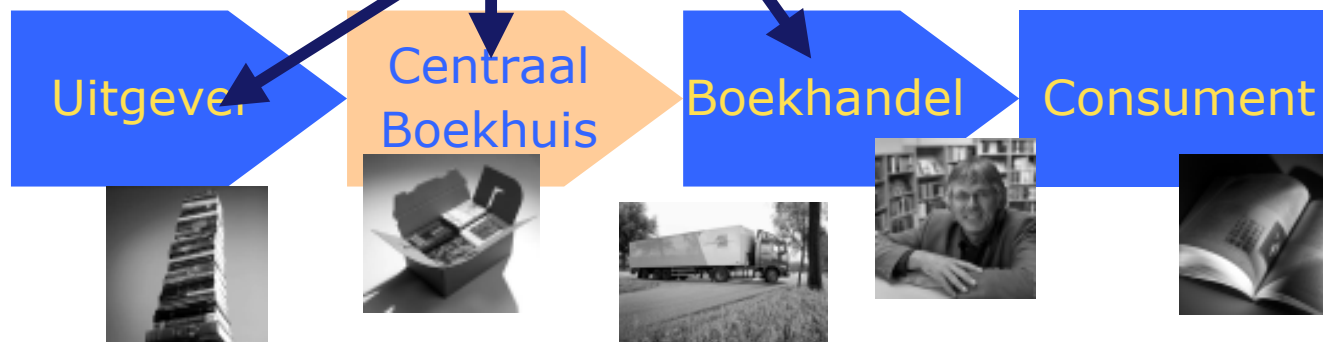 Uitgever
Centraal
Boekhuis
Boekhandel
Consument